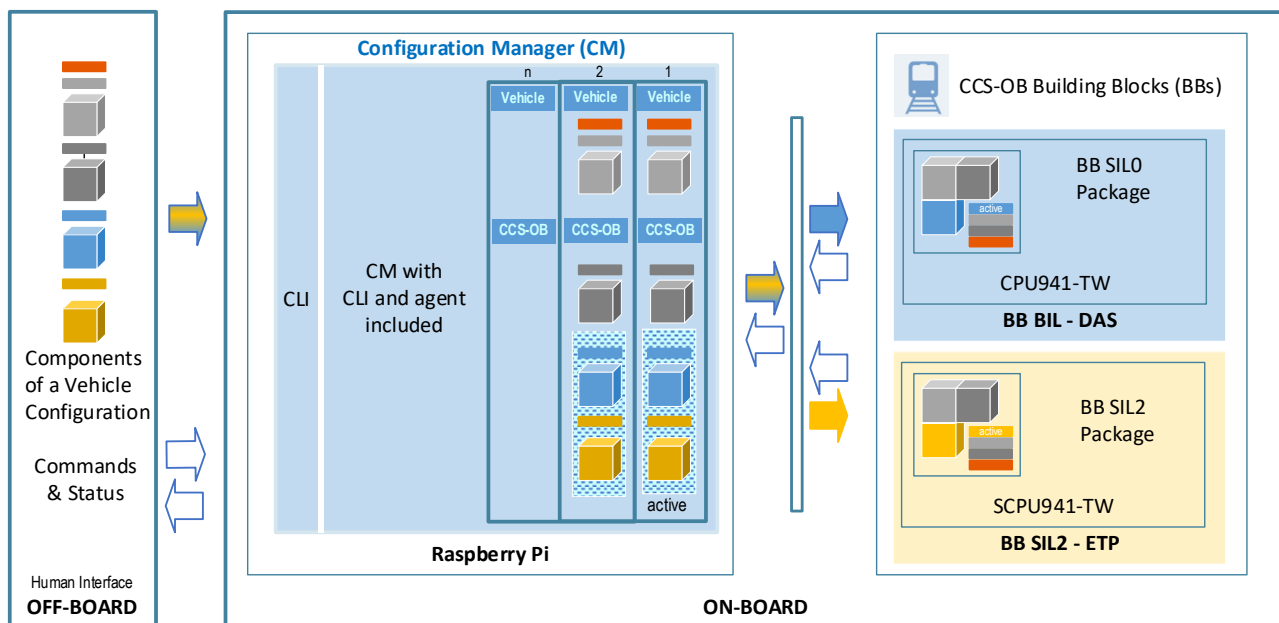 Components
of a Vehicle
Configuration
Commands
& Status
Human Interface
OFF-BOARD
Configuration Manager (CM)
n 2 1
Vehicle Vehicle Vehicle
CCS-OB CCS-OB CCS-OB
CLI
CM with
CLI and agent
included
active
Raspberry Pi
CCS-OB Building Blocks (BBs)
BB SIL0
Package
active
CPU941-TW
BB BIL - DAS
BB SIL2
Package
active
SCPU941-TW
BB SIL2 - ETP
ON-BOARD